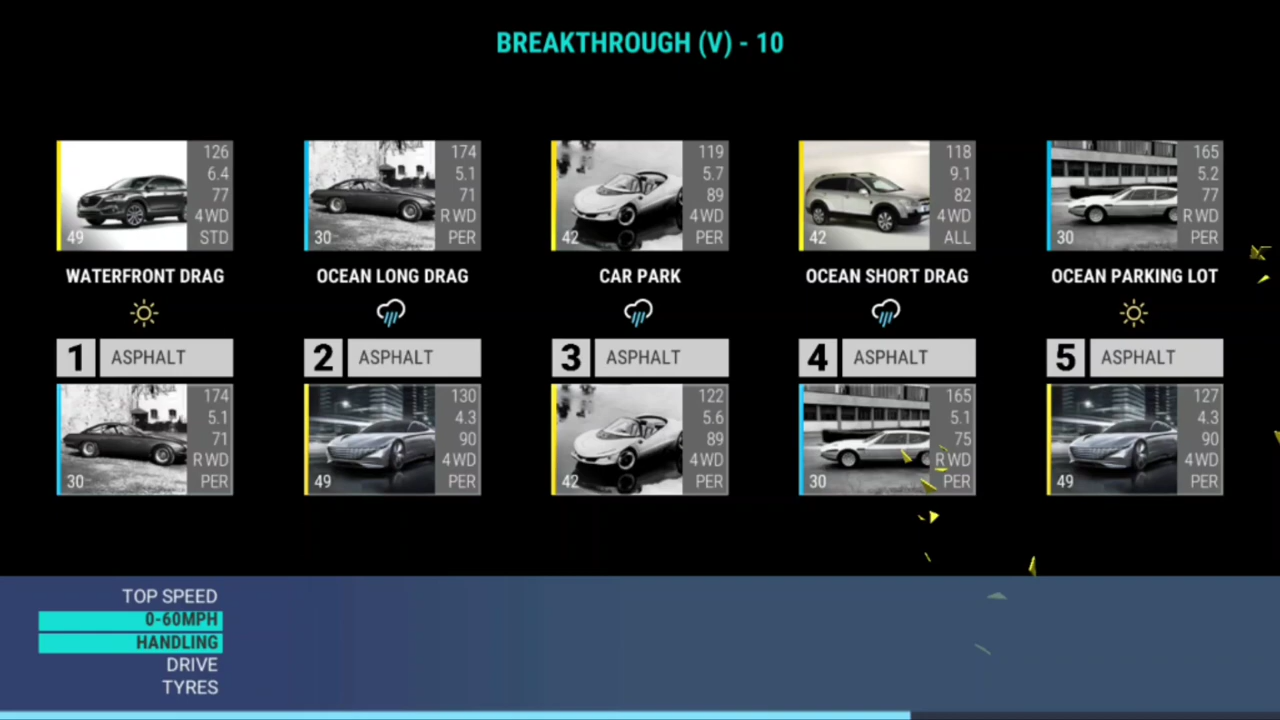 BREAKTHROUGH (V) - 10
126
6.4
77
4WD
49 STD
174
5.1
71
RWD
30 PER
119
5.7
89
4WD
42 PER
118
9.1
82
4WD
42 ALL
165
5.2
77
RWD
30 PER
WATERFRONT DRAG
OCEAN LONG DRAG
CAR PARK
OCEAN SHORT DRAG
OCEAN PARKING LOT
1 ASPHALT
2 ASPHALT
3 ASPHALT
4 ASPHALT
5 ASPHALT
174
5.1
71
RWD
30 PER
130
4.3
90
4WD
49 PER
122
5.6
89
4WD
42 PER
165
5.1
75
RWD
30 PER
127
4.3
90
4WD
49 PER
TOP SPEED
0-60MPH
HANDLING
DRIVE
TYRES